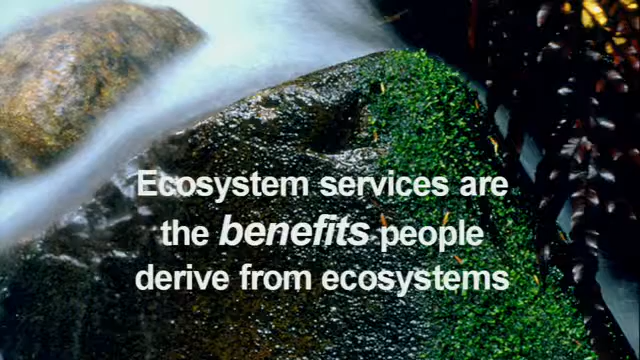 Ecosystem services are
the benefits people
derive from ecosystems